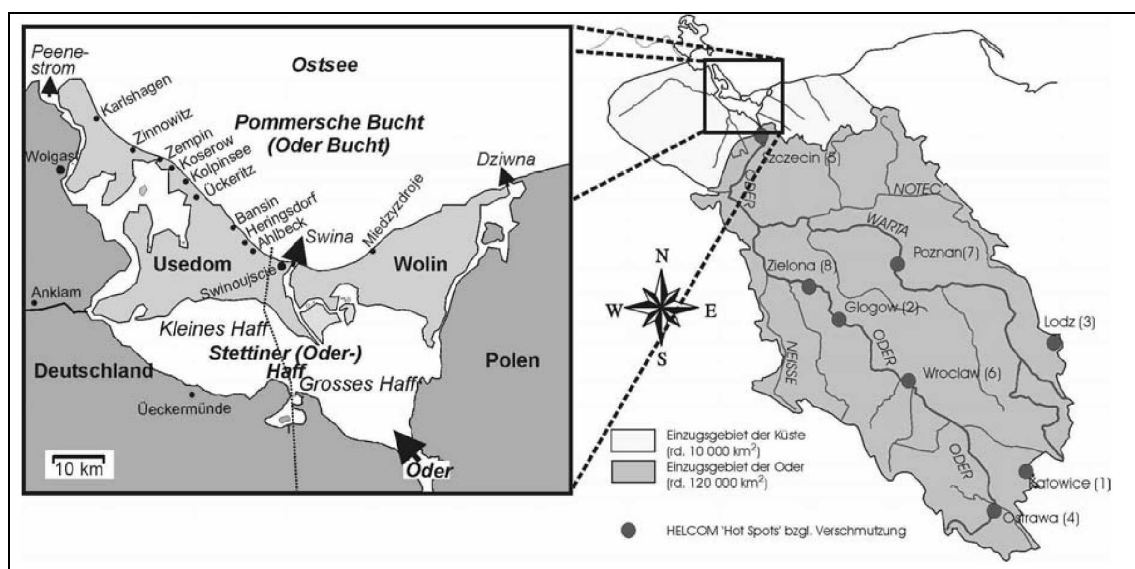 Peene-
strom
Ostsee
Karlshagen
Pommersche Bucht
(Oder Bucht)
Zinnowitz
Zempin
Koserow
Kolpinsee
Ückeritz
Wolgast
Dziwna
Bansin
Heringsdorf
Ahlbeck
Swina
Miedzyzdroje
Usedom
Swinoujscie
Wolin
Anklam
Kleines Haff
Stettiner (Oder-)
Haff
Grosses Haff
Polen
Deutschland
Üeckermünde
10 km
Oder
Szczecin (5)
ODER
NOTEC
WARTA
Poznan(7)
Zielona (8)
Glogow (2)
Lodz (3)
N
W
E
S
NEISSE
ODER
Wroclaw (6)
Einzugsgebiet der Küste
(rd. 10 000 km²)
Einzugsgebiet der Oder
(rd. 120 000 km²)
ODER
Katowice (1)
Ostrawa (4)
HELCOM 'Hot Spots' bzgl. Verschmutzung